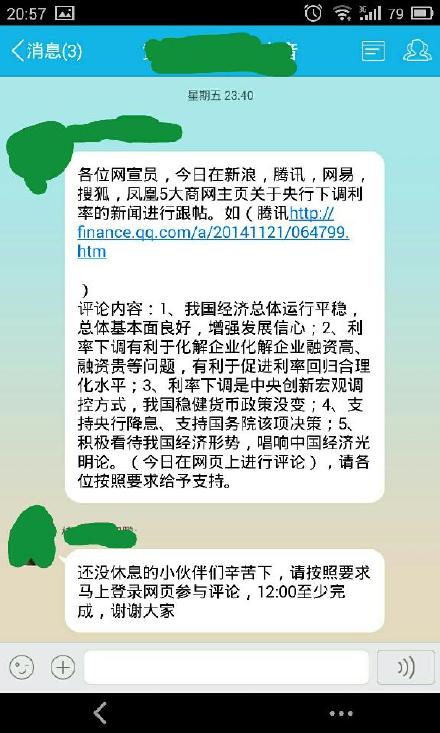 20:57
79
消息(3)
音
星期五 23:40
各位网宣员，今日在新浪，腾讯，网易，
搜狐，凤凰5大商网主页关于央行下调利
率的新闻进行跟帖。如（腾讯http://
finance.qq.com/a/20141121/064799.
htm
）
评论内容：1、我国经济总体运行平稳，
总体基本面良好，增强发展信心；2、利
率下调有利于化解企业化解企业融资高、
融资贵等问题，有利于促进利率回归合理
化水平；3、利率下调是中央创新宏观调
控方式，我国稳健货币政策没变；4、支
持央行降息、支持国务院该项决策；5、
积极看待我国经济形势，唱响中国经济光
明论。（今日在网页上进行评论），请各
位按照要求给予支持。
还没休息的小伙伴们辛苦下，请按照要求
马上登录网页参与评论，12:00至少完
成，谢谢大家